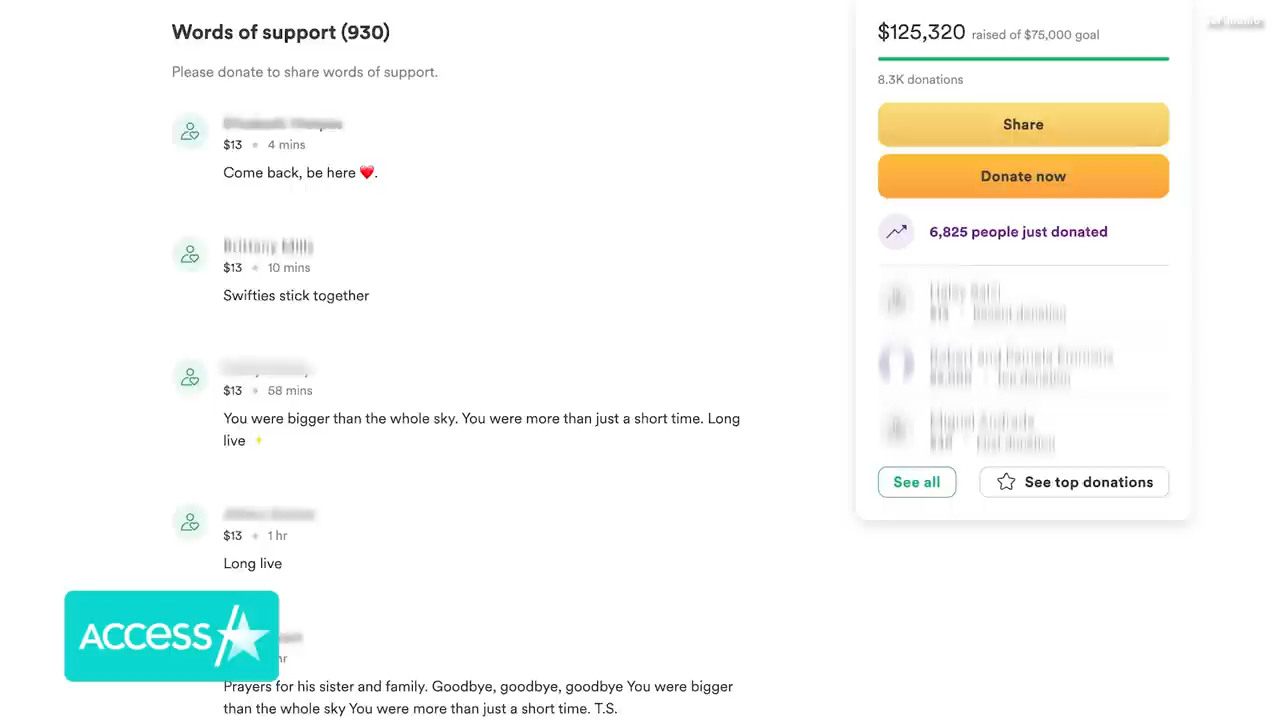 Words of support (930)
Please donate to share words of support.
$13 • 4 mins
Come back, be here ❤️.
$13 • 10 mins
Swifties stick together
$13 • 58 mins
You were bigger than the whole sky. You were more than just a short time. Long
live
$13 • 1 hr
Long live
hr
Prayers for his sister and family. Goodbye, goodbye, goodbye You were bigger
than the whole sky You were more than just a short time. T.S.
ACCESS
$125,320 raised of $75,000 goal
8.3K donations
Share
Donate now
6,825 people just donated
See all
See top donations